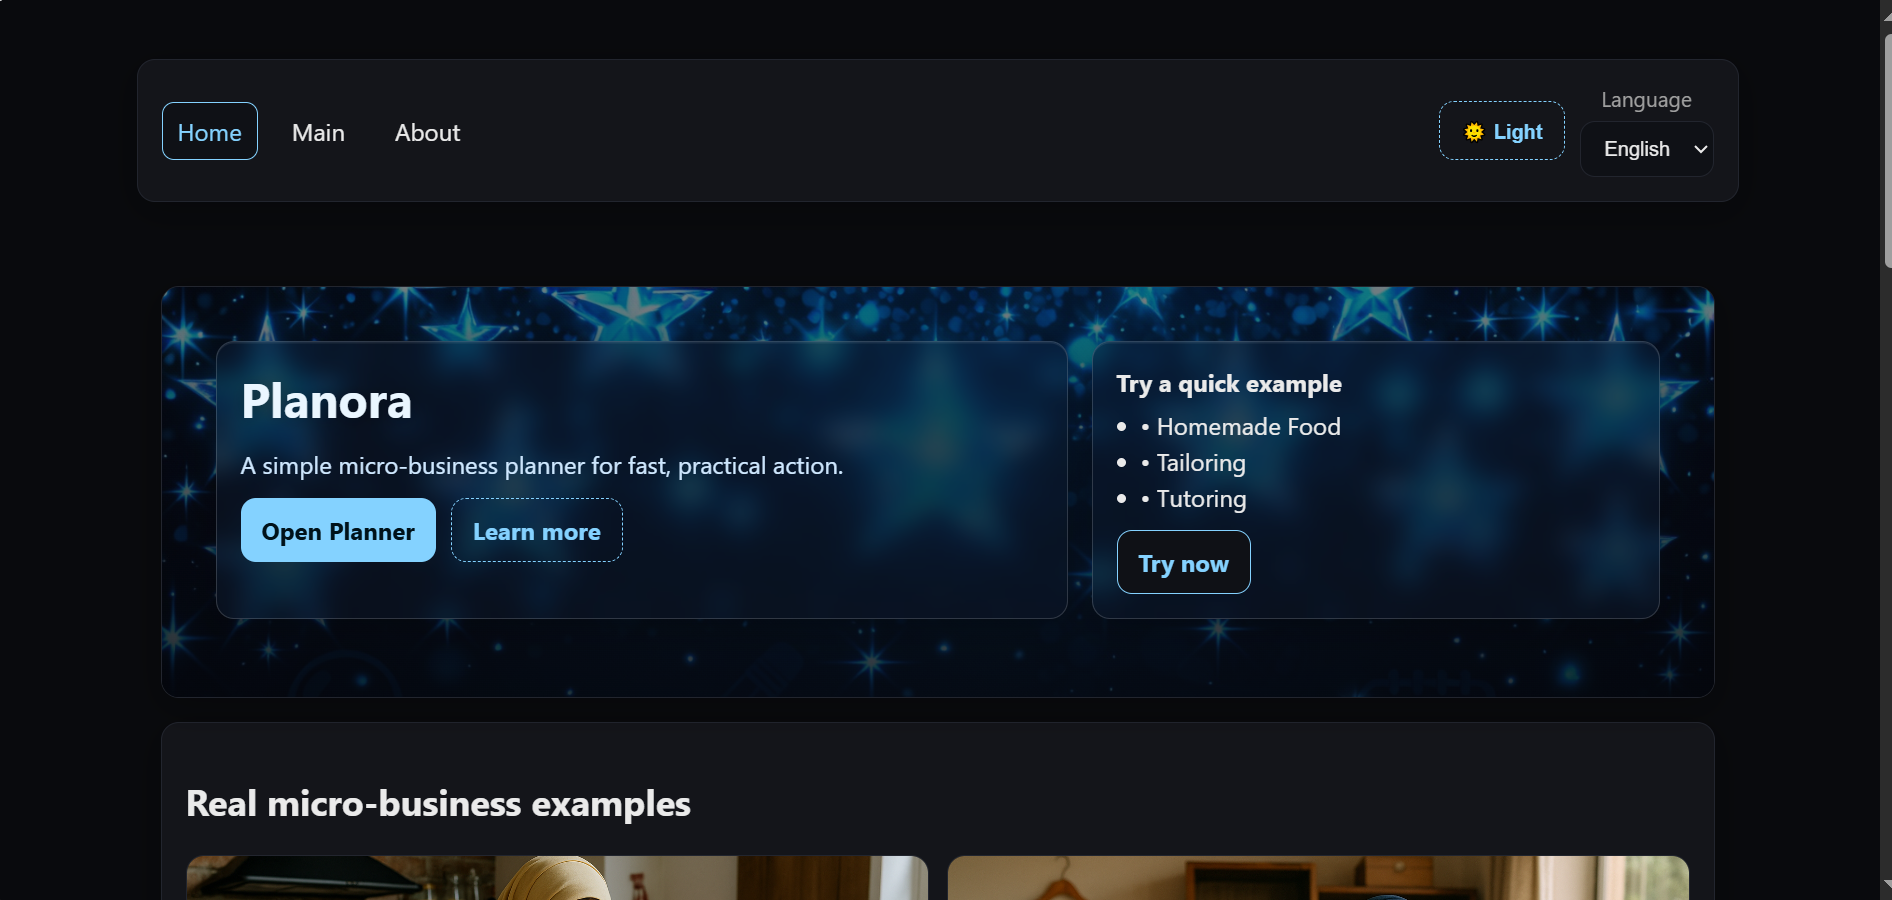 Home
Main
About
🌞 Light
Language
English
Planora
A simple micro-business planner for fast, practical action.
Open Planner
Learn more
Try a quick example
• • Homemade Food
• • Tailoring
• • Tutoring
Try now
Real micro-business examples